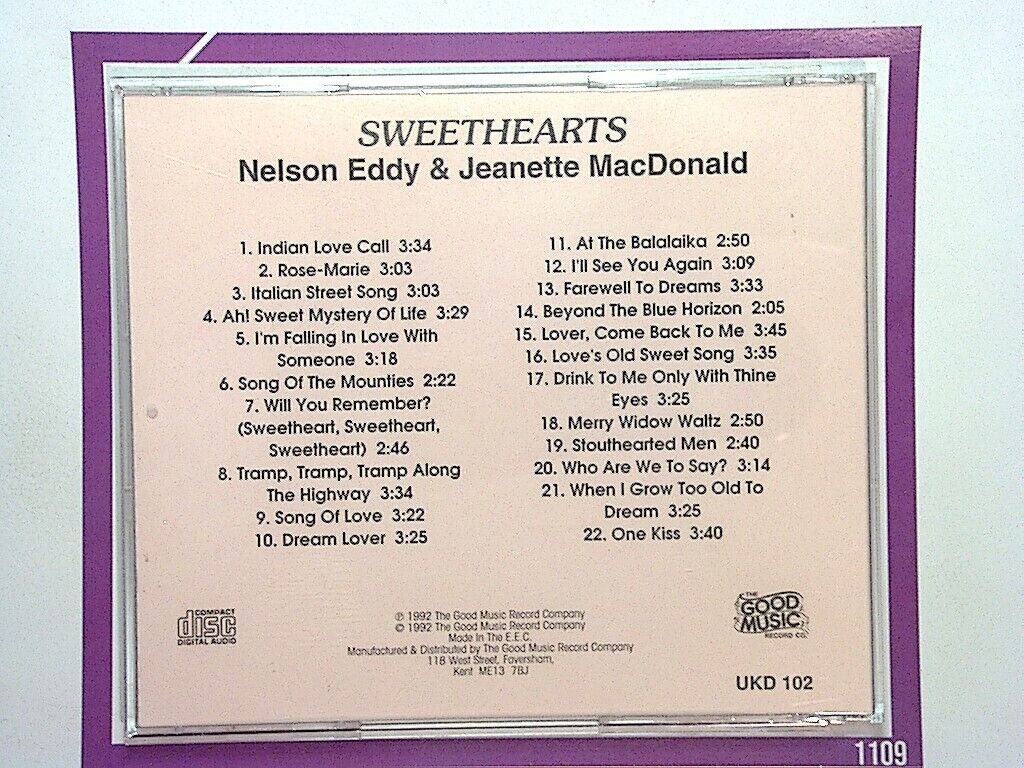 SWEETHEARTS
Nelson Eddy & Jeanette MacDonald
1. Indian Love Call 3:34
2. Rose-Marie 3:03
3. Italian Street Song 3:03
4. Ah! Sweet Mystery Of Life 3:29
5. I'm Falling In Love With
Someone 3:18
6. Song Of The Mounties 2:22
7. Will You Remember?
(Sweetheart, Sweetheart,
Sweetheart) 2:46
8. Tramp, Tramp, Tramp Along
The Highway 3:34
9. Song Of Love 3:22
10. Dream Lover 3:25
11. At The Balalaika 2:50
12. I'll See You Again 3:09
13. Farewell To Dreams 3:33
14. Beyond The Blue Horizon 2:05
15. Lover, Come Back To Me 3:45
16. Love's Old Sweet Song 3:35
17. Drink To Me Only With Thine
Eyes 3:25
18. Merry Widow Waltz 2:50
19. Stouthearted Men 2:40
20. Who Are We To Say? 3:14
21. When I Grow Too Old To
Dream 3:25
22. One Kiss 3:40
COMPACT
disc
DIGITAL AUDIO
℗ 1992 The Good Music Record Company
© 1992 The Good Music Record Company
Made In The E.E.C.
Manufactured & Distributed by The Good Music Record Company
118 West Street, Faversham,
Kent ME13 7BJ
THE
GOOD
MUSIC
RECORD CO.
UKD 102
1109